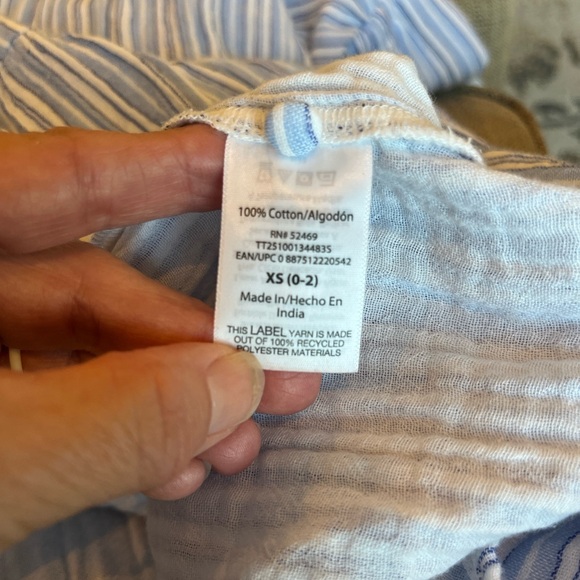 100% Cotton/Algodón
RN# 52469
TT25100134483S
EAN/UPC 0 887512220542
XS (0-2)
Made In/Hecho En
India
THIS LABEL YARN IS MADE
OUT OF 100% RECYCLED
POLYESTER MATERIALS